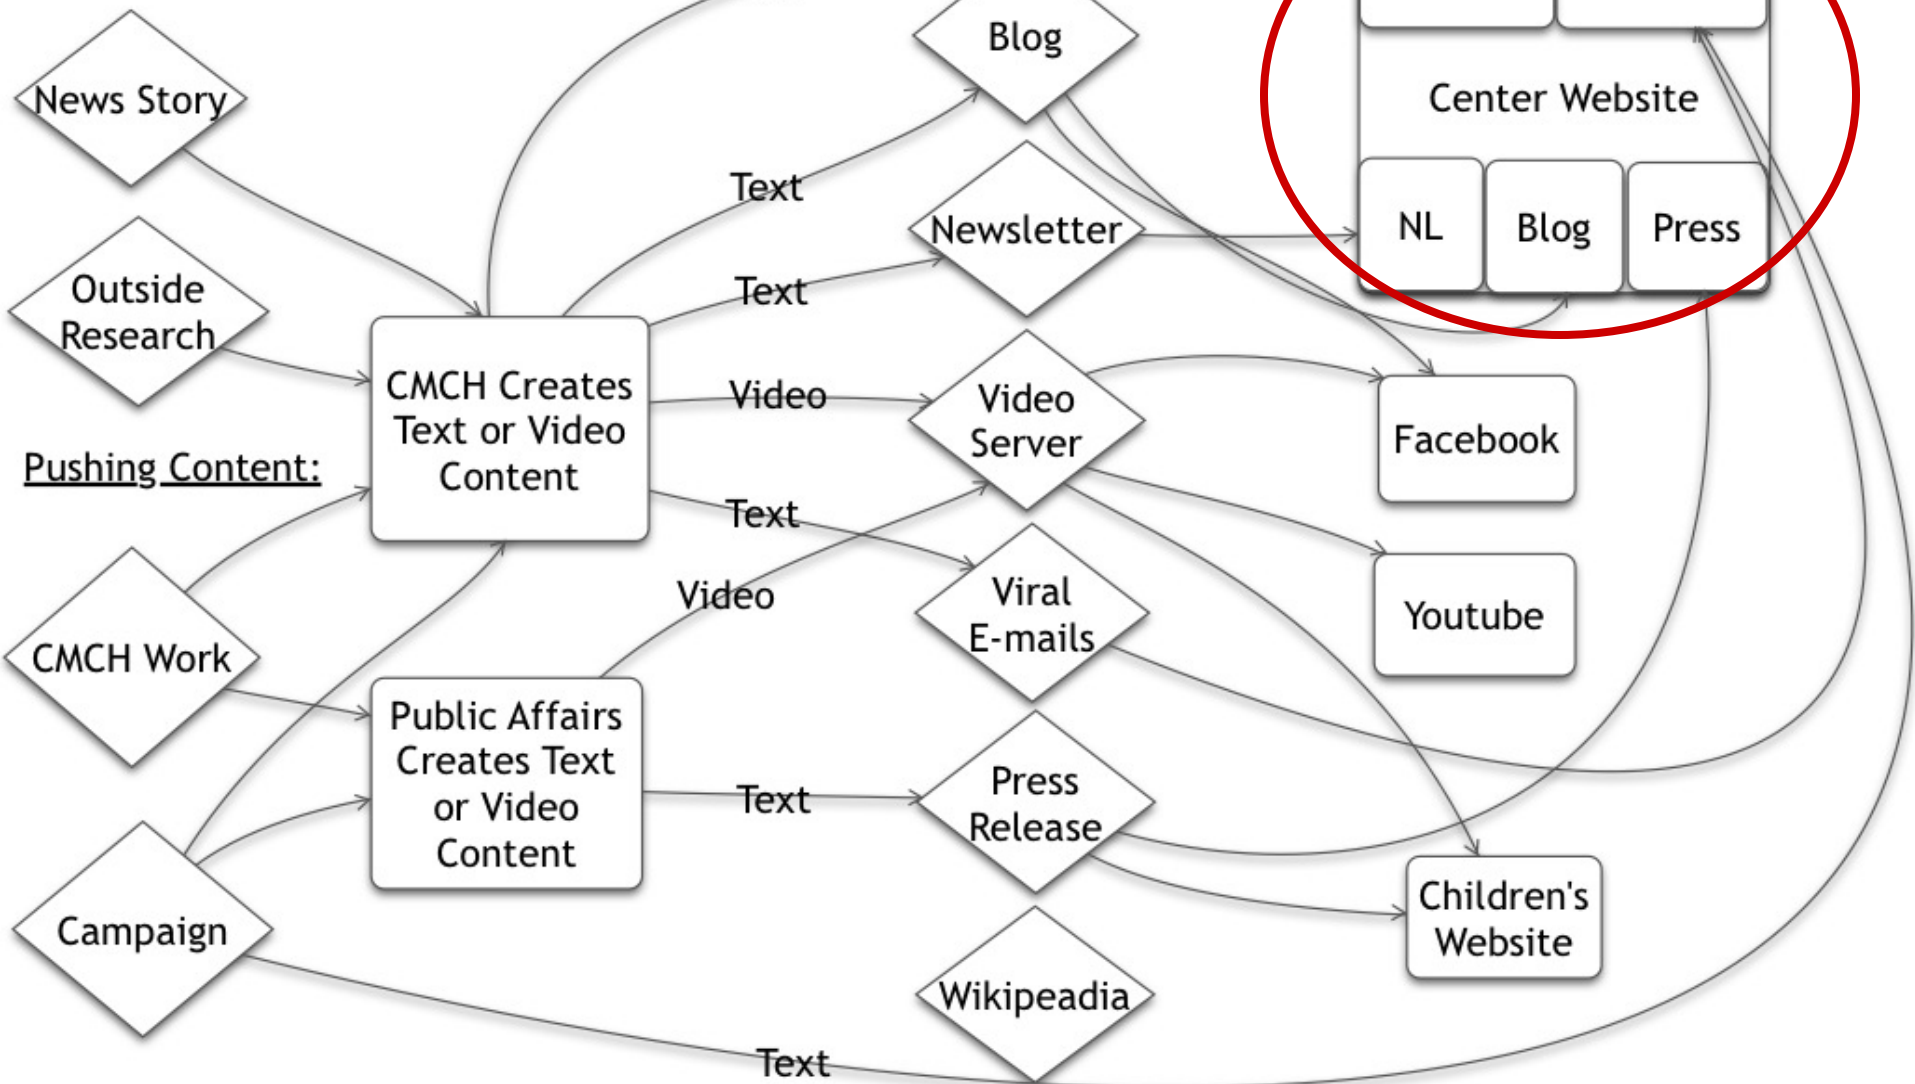 News Story
Outside
Research
Pushing Content:
CMCH Work
Campaign
CMCH Creates
Text or Video
Content
Public Affairs
Creates Text
or Video
Content
Text
Text
Video
Text
Video
Text
Text
Blog
Newsletter
Video
Server
Viral
E-mails
Press
Release
Wikipeadia
Center Website
NL
Blog
Press
Facebook
Youtube
Children's
Website